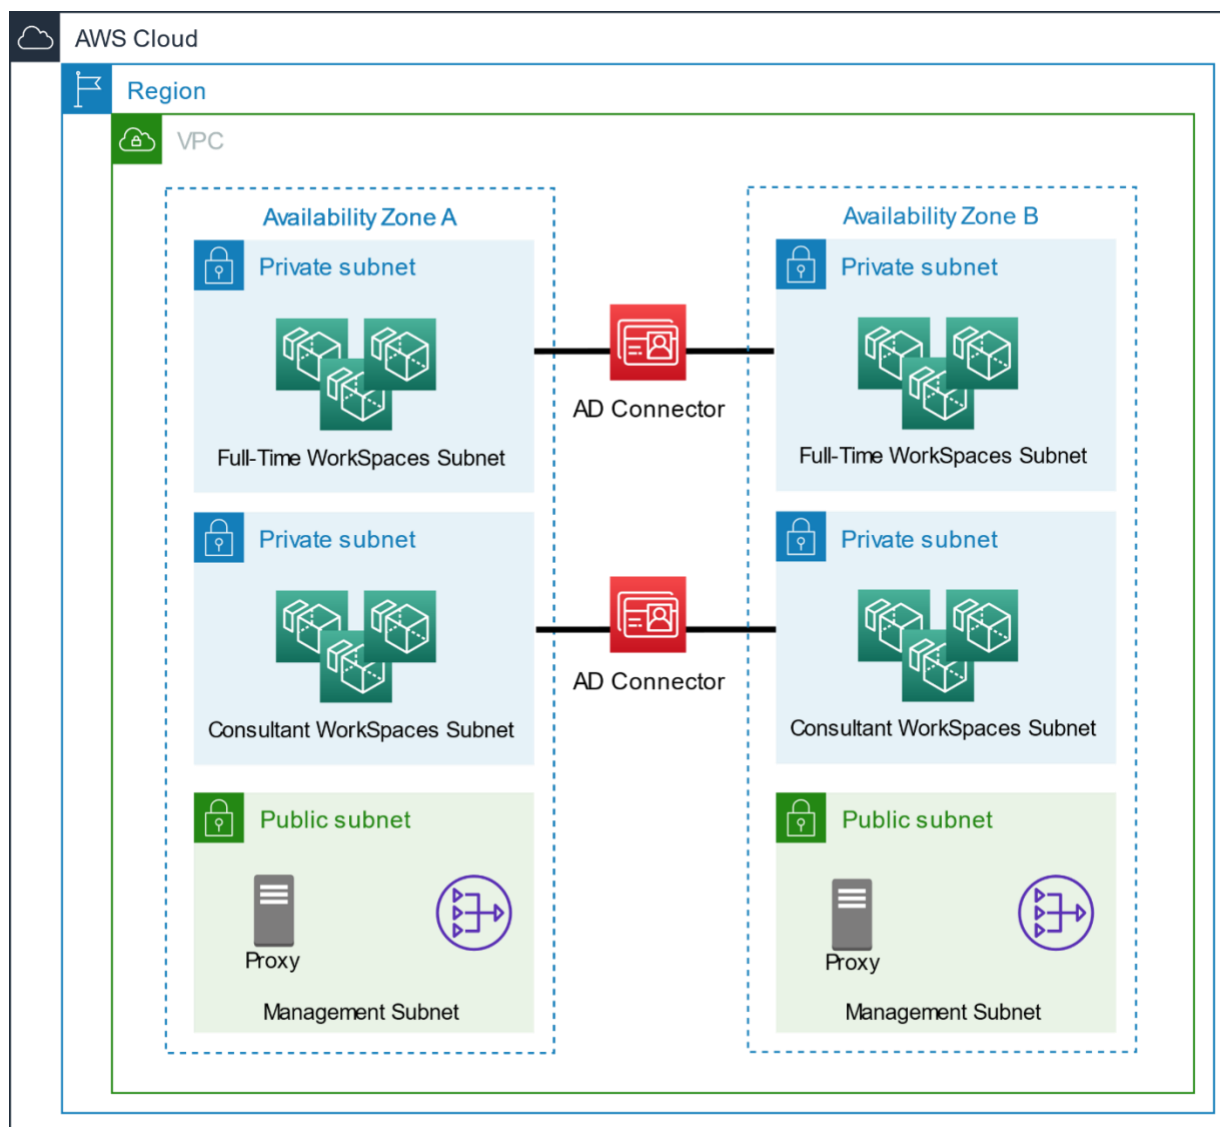 AWS Cloud
Region
VPC
Availability Zone A
Private subnet
Full-Time WorkSpaces Subnet
Private subnet
Consultant WorkSpaces Subnet
Public subnet
Proxy
Management Subnet
AD Connector
AD Connector
Availability Zone B
Private subnet
Full-Time WorkSpaces Subnet
Private subnet
Consultant WorkSpaces Subnet
Public subnet
Proxy
Management Subnet